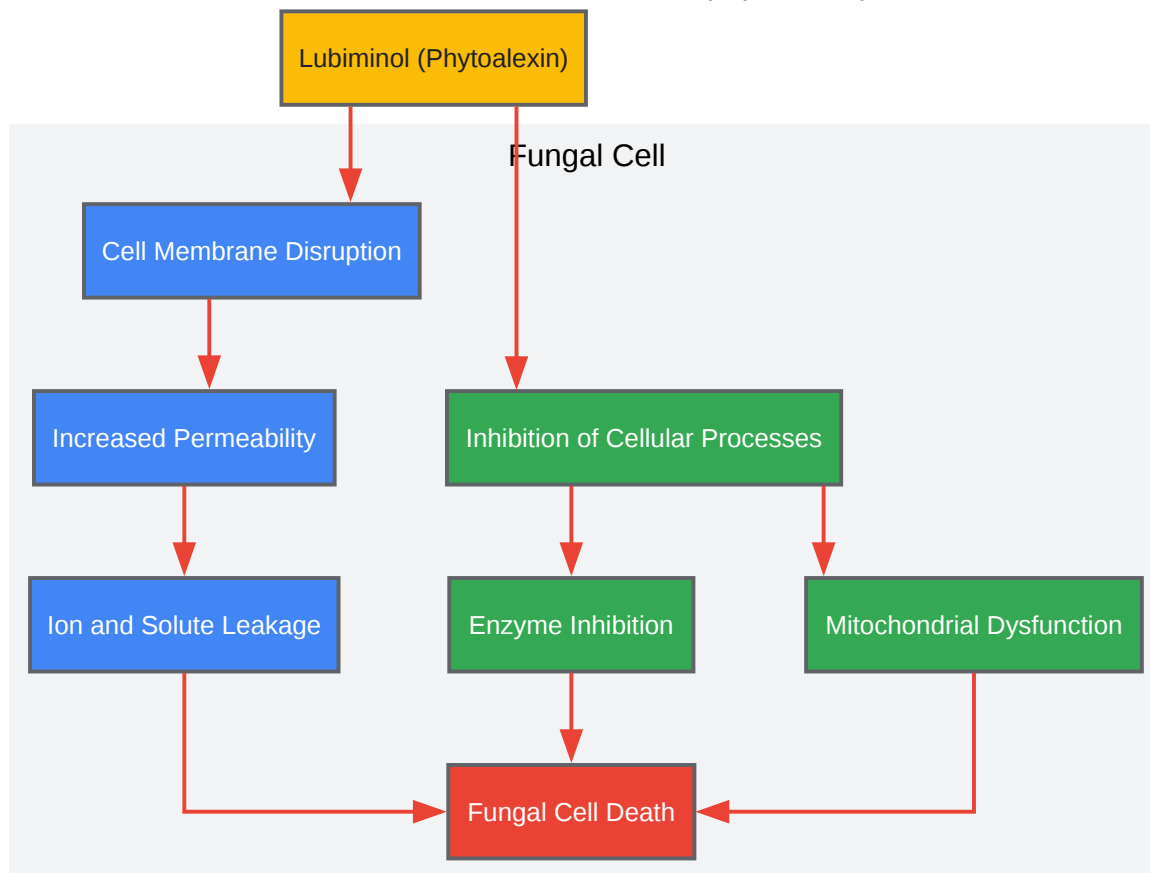 Lubiminol (Phytoalexin)
Fungal Cell
Cell Membrane Disruption
Increased Permeability
Inhibition of Cellular Processes
Ion and Solute Leakage
Enzyme Inhibition
Mitochondrial Dysfunction
Fungal Cell Death